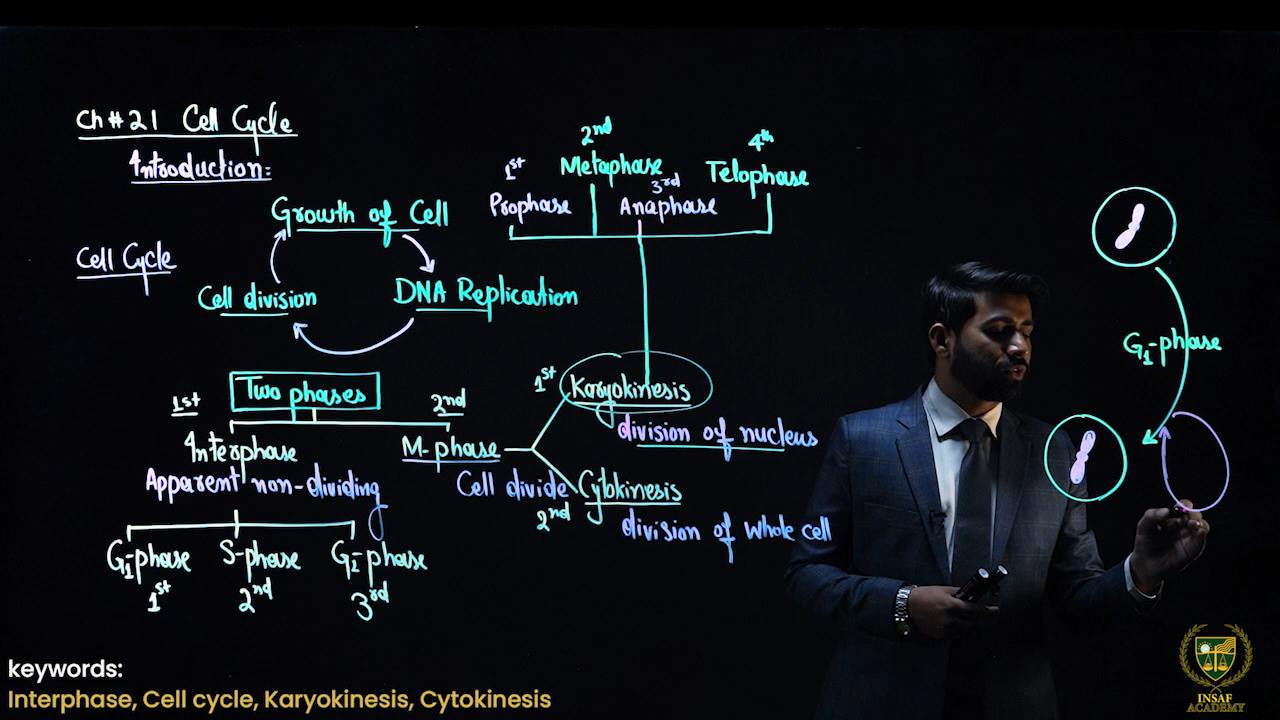 Ch # 21 Cell Cycle
Introduction:
Growth of Cell
Cell Cycle
Cell division
DNA Replication
Two phases
1st
2nd
Interphase
M-phase
Apparent non-dividing
Cell divide
G1-phase
S-phase
G2-phase
1st
2nd
3rd
2nd
4th
1st
Metaphase
3rd
Telophase
Prophase
Anaphase
1st
Karyokinesis
division of nucleus
2nd
Cytokinesis
division of whole cell
G1-phase
keywords:
Interphase, Cell cycle, Karyokinesis, Cytokinesis
INSAF
ACADEMY